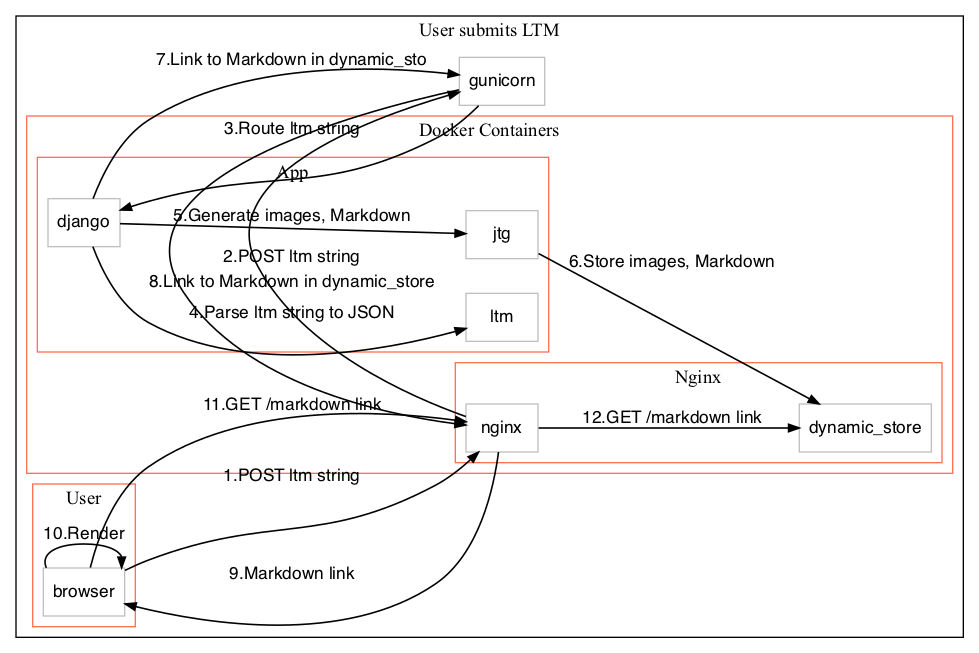 User submits LTM
7.Link to Markdown in dynamic_sto
gunicorn
3.Route ltm string
Docker Containers
App
django
5.Generate images, Markdown
jtg
2.POST ltm string
6.Store images, Markdown
8.Link to Markdown in dynamic_store
4.Parse ltm string to JSON
ltm
Nginx
11.GET /markdown link
nginx
12.GET /markdown link
dynamic_store
1.POST ltm string
User
10.Render
9.Markdown link
browser